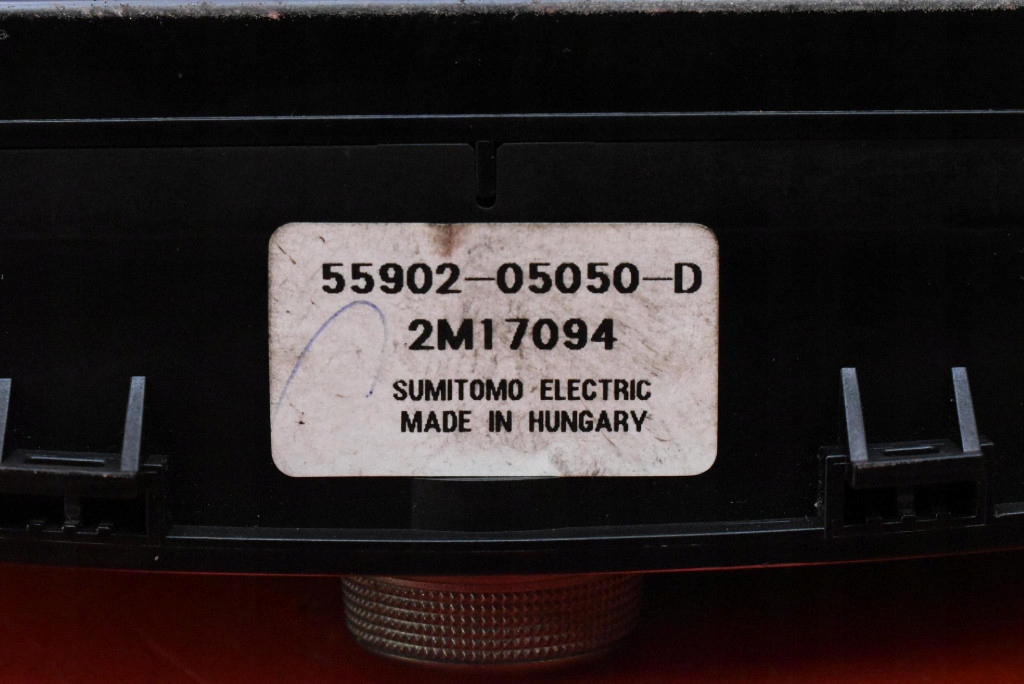 55902-05050-D
2M17094
SUMITOMO ELECTRIC
MADE IN HUNGARY